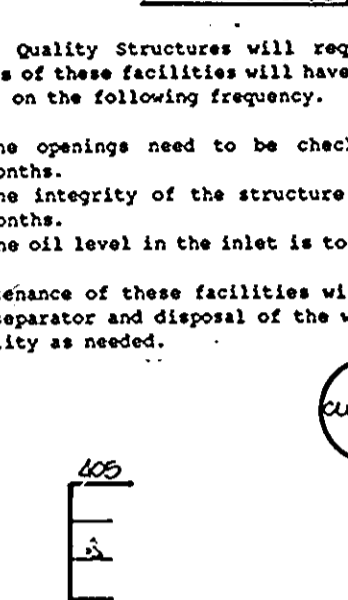 Quality Structures will req
s of these facilities will have
on the following frequency.
he openings need to be chec
onths.
he integrity of the structure
onths.
he oil level in the inlet is to
enance of these facilities wi
separator and disposal of the w
lity as needed.
405